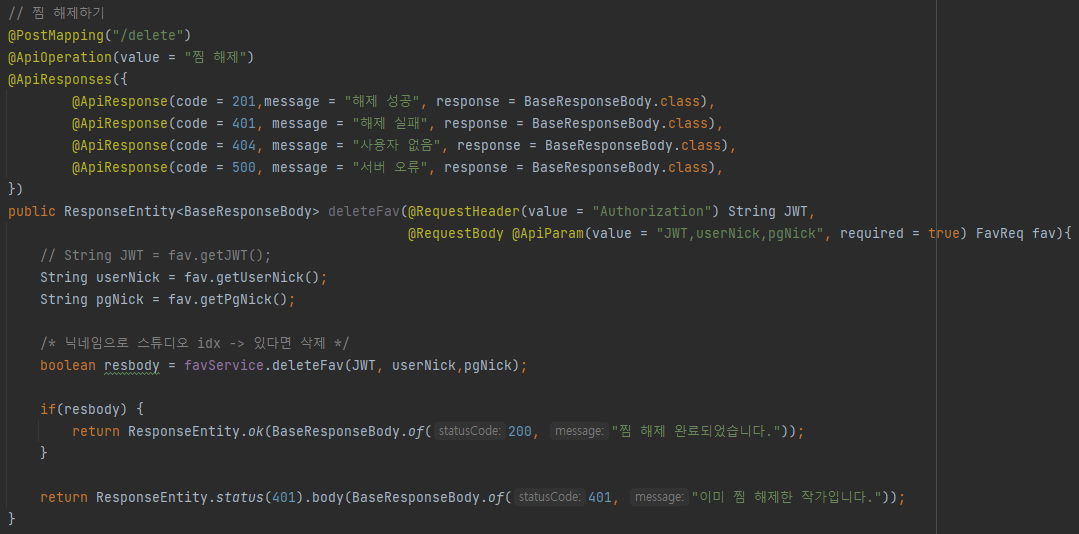 // 찜 해제하기
@PostMapping("/delete")
@ApiOperation(value = "찜 해제")
@ApiResponses({
        @ApiResponse(code = 201,message = "해제 성공", response = BaseResponseBody.class),
        @ApiResponse(code = 401, message = "해제 실패", response = BaseResponseBody.class),
        @ApiResponse(code = 404, message = "사용자 없음", response = BaseResponseBody.class),
        @ApiResponse(code = 500, message = "서버 오류", response = BaseResponseBody.class),
})
public ResponseEntity<BaseResponseBody> deleteFav(@RequestHeader(value = "Authorization") String JWT,
                                                  @RequestBody @ApiParam(value = "JWT,userNick,pgNick", required = true) FavReq fav){
    // String JWT = fav.getJWT();
    String userNick = fav.getUserNick();
    String pgNick = fav.getPgNick();

    /* 닉네임으로 스튜디오 idx -> 있다면 삭제 */
    boolean resbody = favService.deleteFav(JWT, userNick,pgNick);

    if(resbody) {
        return ResponseEntity.ok(BaseResponseBody.of( statusCode: 200, message: "찜 해제 완료되었습니다."));
    }

    return ResponseEntity.status(401).body(BaseResponseBody.of( statusCode: 401, message: "이미 찜 해제한 작가입니다."));
}